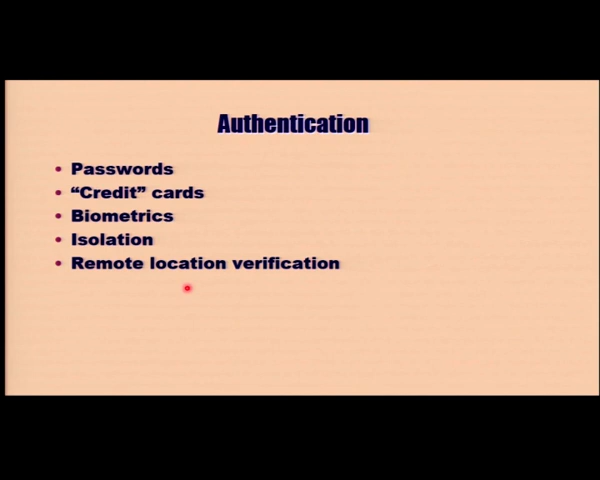 Authentication
• Passwords
• “Credit” cards
• Biometrics
• Isolation
• Remote location verification